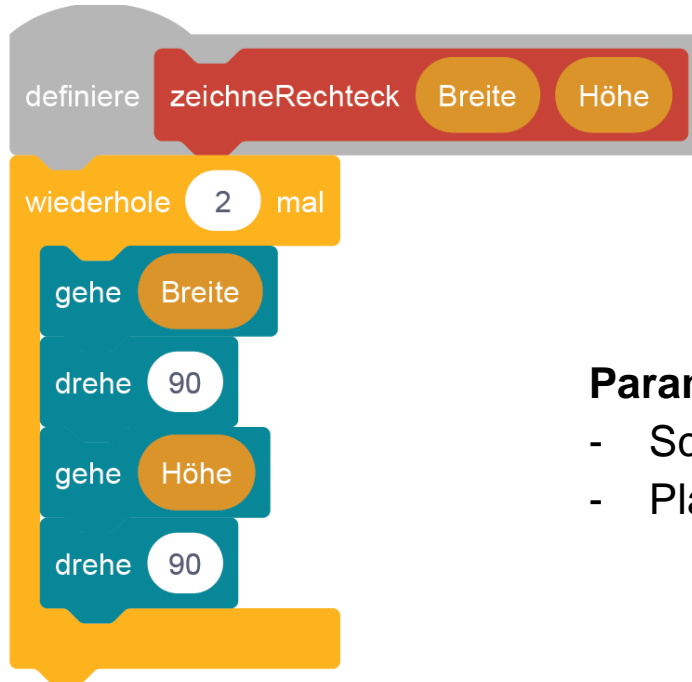 definiere zeichneRechteck Breite Höhe
wiederhole 2 mal
gehe Breite
drehe 90
gehe Höhe
drehe 90
-
-